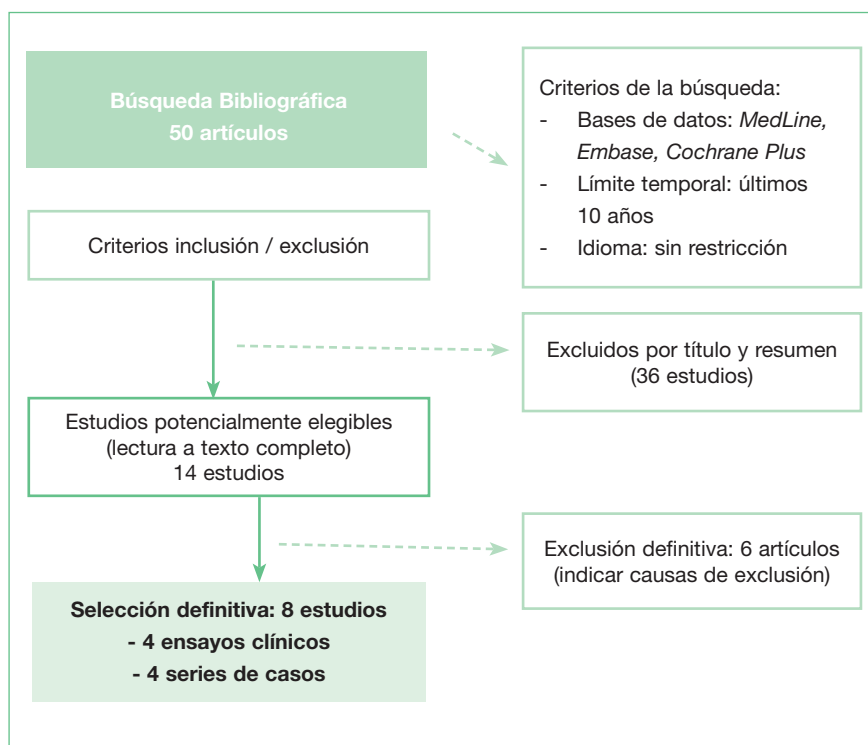 Búsqueda Bibliográfica
50 artículos
Criterios de la búsqueda:
- Bases de datos: MedLine,
Embase, Cochrane Plus
- Límite temporal: últimos
10 años
- Idioma: sin restricción
Criterios inclusión / exclusión
Excluidos por título y resumen
(36 estudios)
Estudios potencialmente elegibles
(lectura a texto completo)
14 estudios
Exclusión definitiva: 6 artículos
(indicar causas de exclusión)
Selección definitiva: 8 estudios
- 4 ensayos clínicos
- 4 series de casos